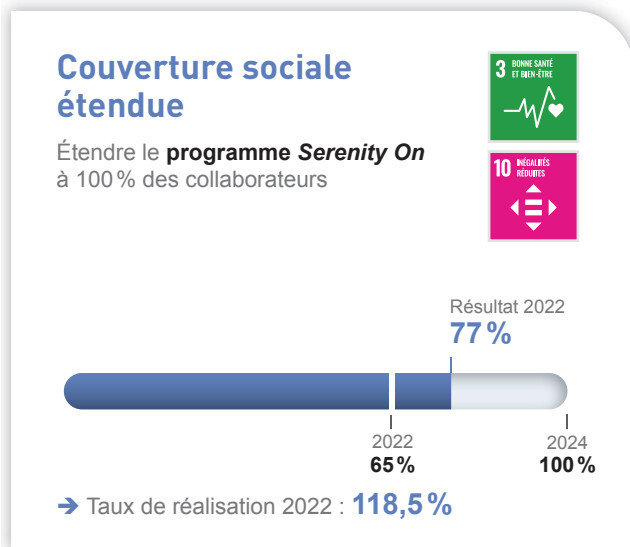 Couverture sociale
étendue
3 BONNE SANTÉ
ET BIEN-ÊTRE
Étendre le programme Serenity On
à 100 % des collaborateurs
10 INÉGALITÉS
RÉDUITES
Résultat 2022
77 %
2022
65 %
2024
100 %
➔ Taux de réalisation 2022 : 118,5 %